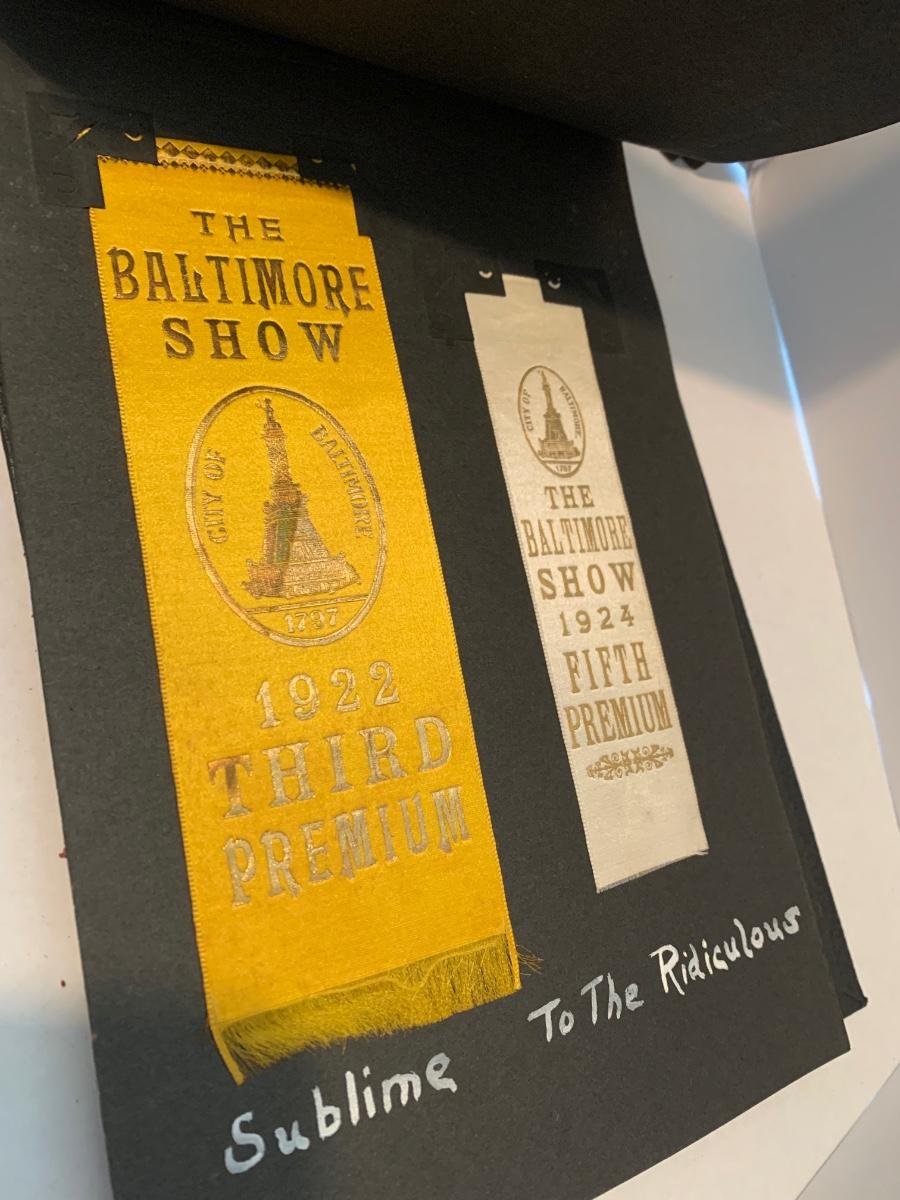 THE
BALTIMORE
SHOW
CITY OF BALTIMORE
1797
1922
THIRD
PREMIUM
CITY OF BALTIMORE
1797
THE
BALTIMORE
SHOW
1924
FIFTH
PREMIUM
Sublime To The Ridiculous